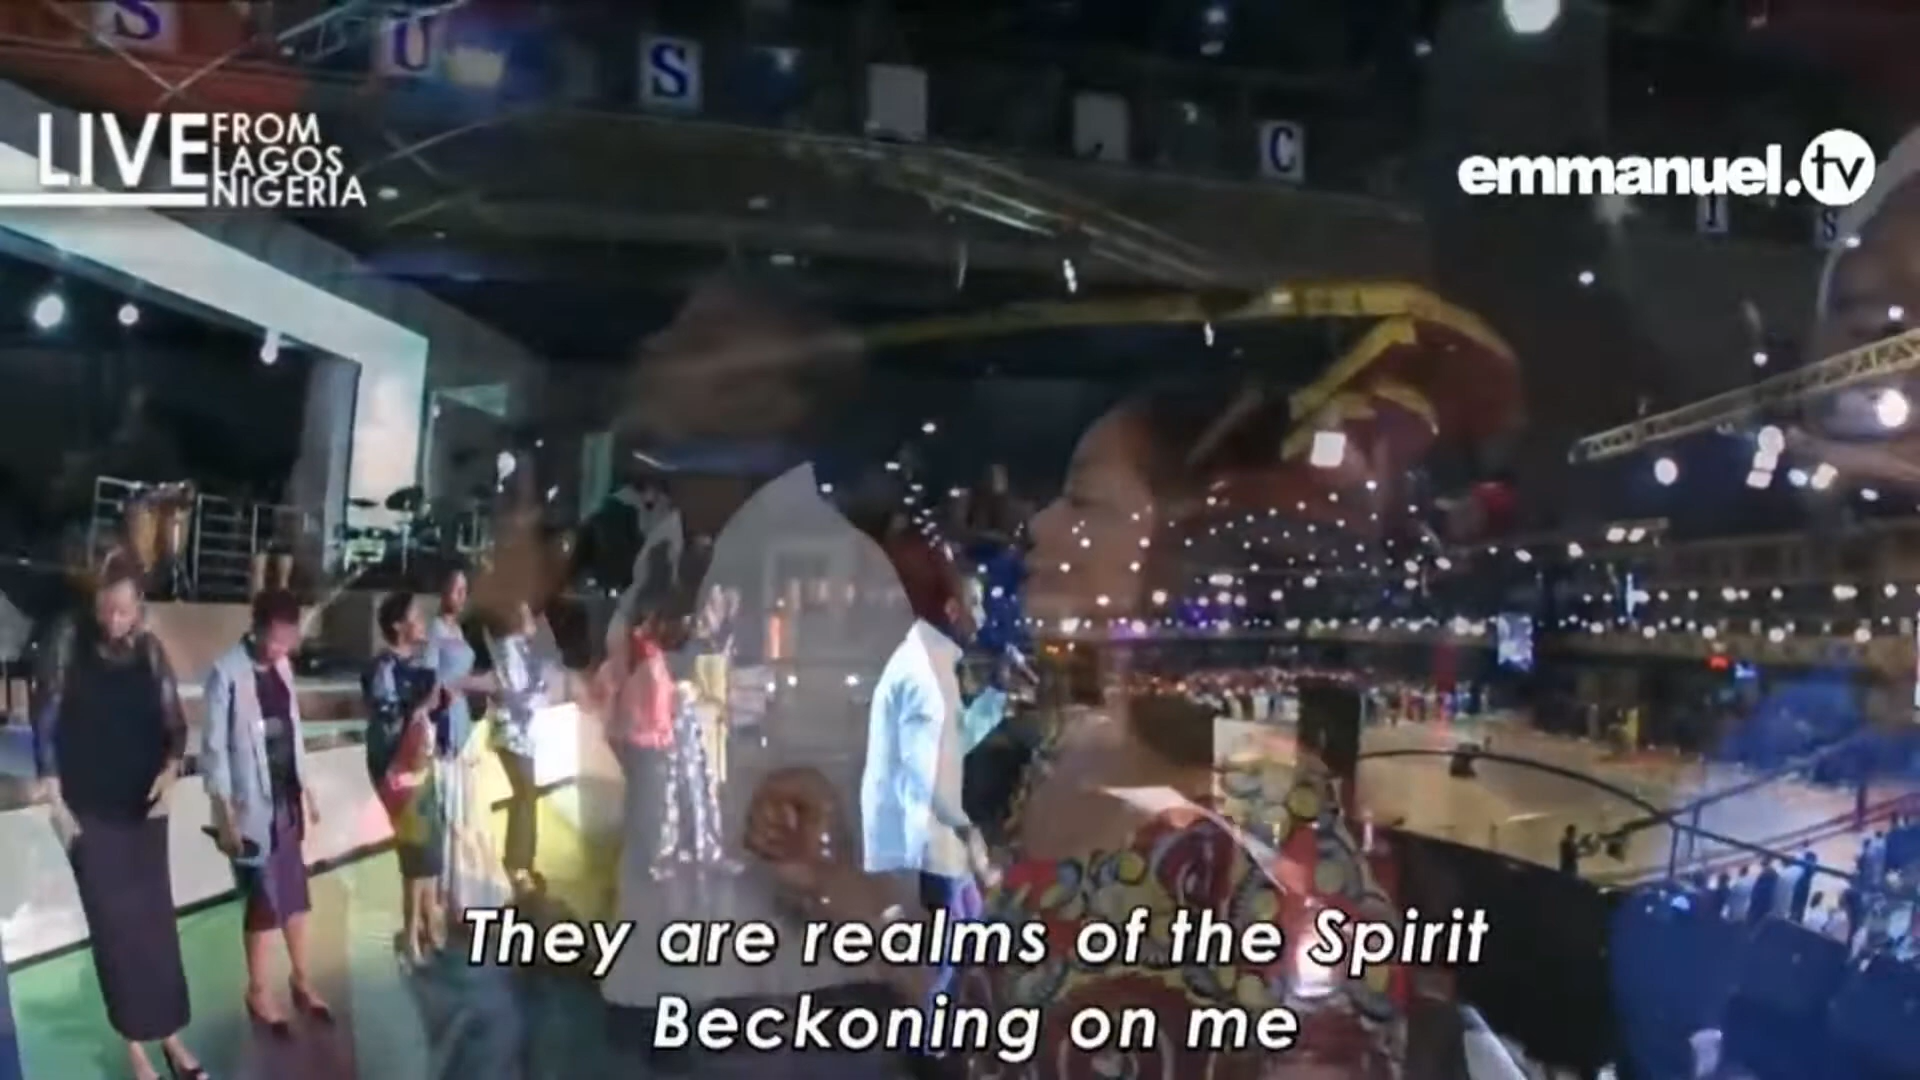 S U S C
LIVE FROM
LAGOS
NIGERIA
emmanuel.tv
I S
They are realms of the Spirit
Beckoning on me